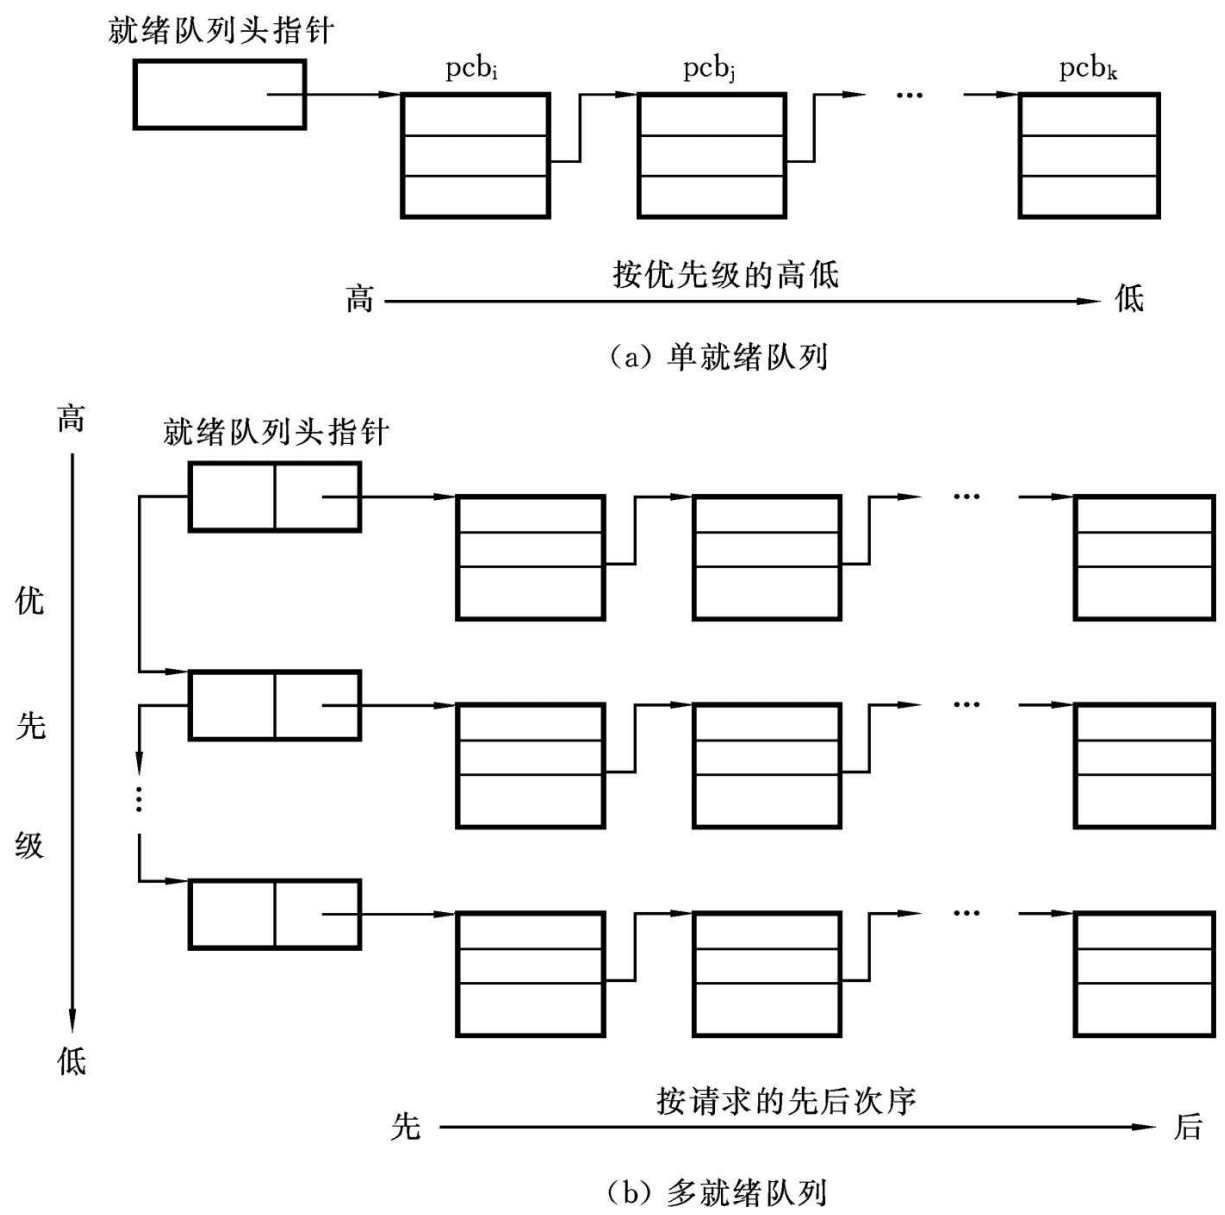 就绪队列头指针
pcbᵢ pcbⱼ pcbₖ
…
按优先级的高低
高 低
（a）单就绪队列
高
就绪队列头指针
…
优
先
…
⋮
级
…
低
按请求的先后次序
先 后
（b）多就绪队列